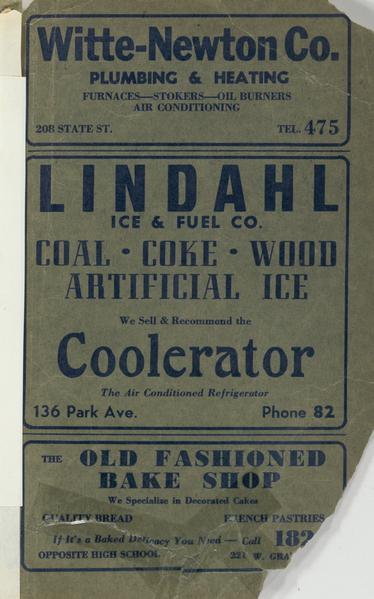 Witte-Newton Co.
PLUMBING & HEATING
FURNACES—STOKERS—OIL BURNERS
AIR CONDITIONING
208 STATE ST. TEL. 475
LINDAHL
ICE & FUEL CO.
COAL · COKE · WOOD
ARTIFICIAL ICE
We Sell & Recommend the
Coolerator
The Air Conditioned Refrigerator
136 Park Ave. Phone 82
THE OLD FASHIONED
BAKE SHOP
We Specialize in Decorated Cakes
QUALITY BREAD FRENCH PASTRIES
If It's a Baked Delicacy You Need — Call 182
OPPOSITE HIGH SCHOOL W.